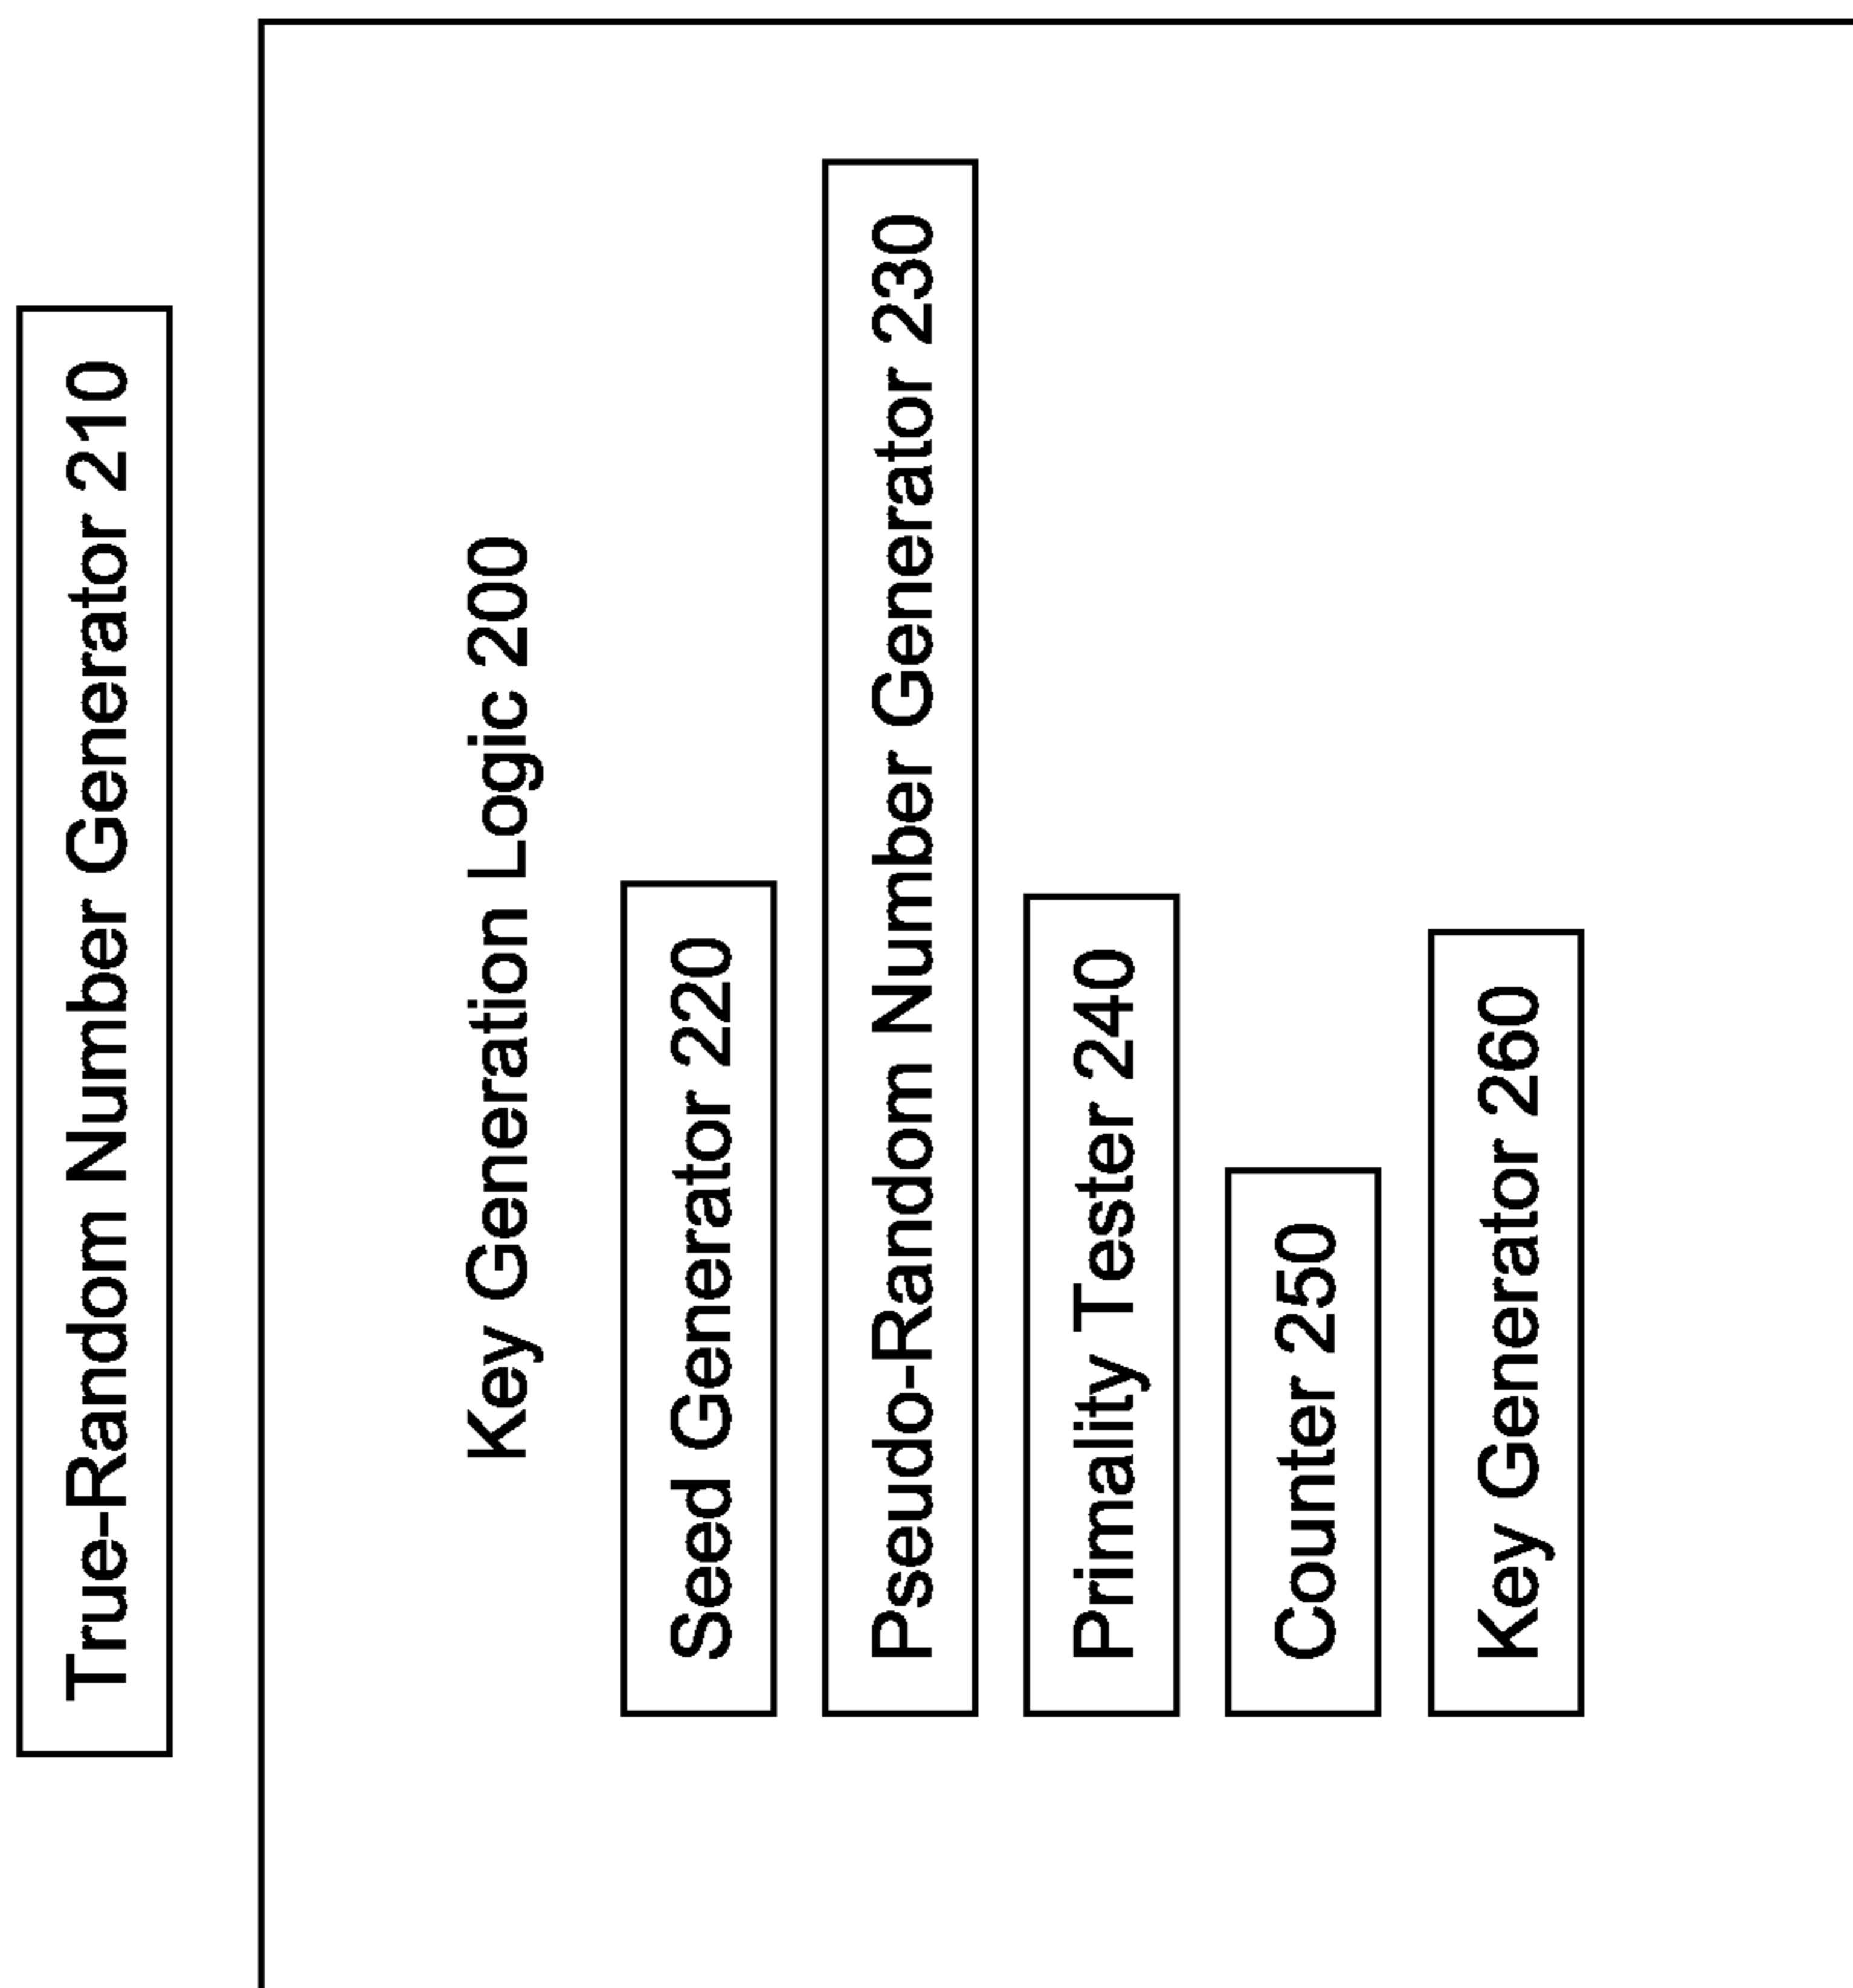 True-Random Number Generator 210
Key Generation Logic 200
Seed Generator 220
Pseudo-Random Number Generator 230
Primality Tester 240
Counter 250
Key Generator 260